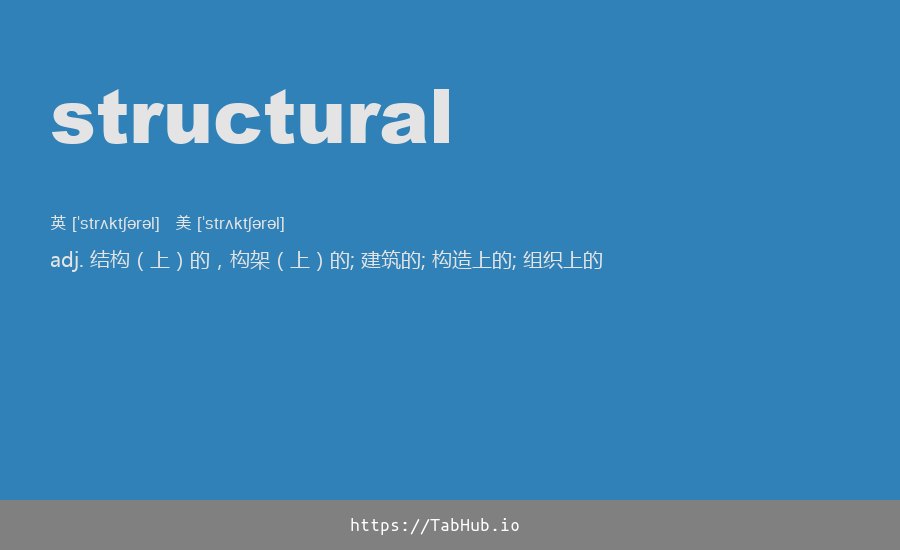 structural
英 [ˈstrʌktʃərəl] 美 [ˈstrʌktʃərəl]
adj. 结构（上）的，构架（上）的; 建筑的; 构造上的; 组织上的
https://TabHub.io